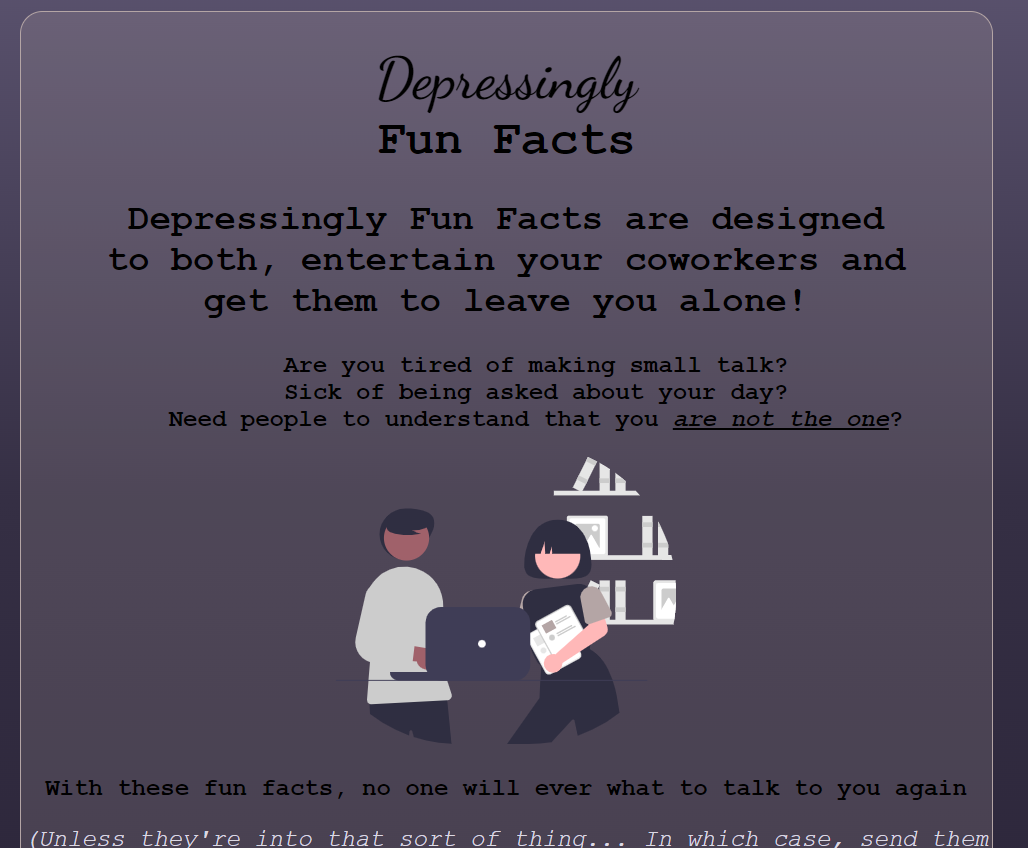 Depressingly
Fun Facts
Depressingly Fun Facts are designed
to both, entertain your coworkers and
get them to leave you alone!
Are you tired of making small talk?
Sick of being asked about your day?
Need people to understand that you are not the one?
With these fun facts, no one will ever what to talk to you again
(Unless they're into that sort of thing... In which case, send them